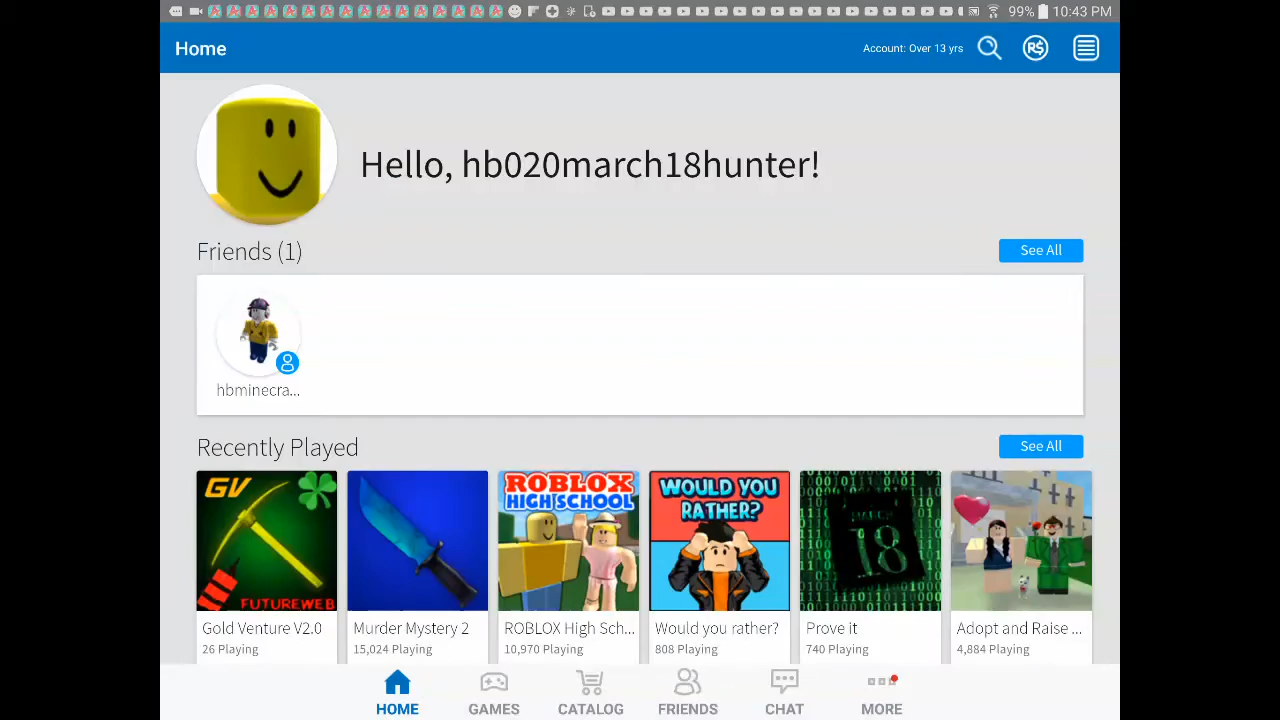 99% 10:43 PM
Home
Account: Over 13 yrs
R$
Hello, hb020march18hunter!
Friends (1)
See All
hbminecra...
Recently Played
See All
GV
FUTUREWEB
ROBLOX
HIGH SCHOOL
WOULD YOU
RATHER?
MARCH
18
Gold Venture V2.0
Murder Mystery 2
ROBLOX High Sch...
Would you rather?
Prove it
Adopt and Raise ...
26 Playing
15,024 Playing
10,970 Playing
808 Playing
740 Playing
4,884 Playing
HOME
GAMES
CATALOG
FRIENDS
CHAT
MORE